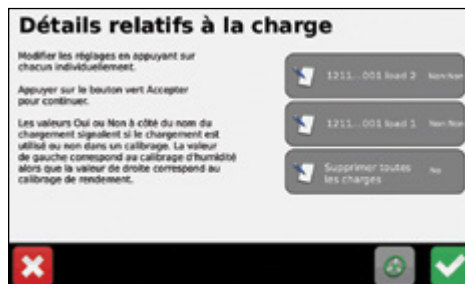 Détails relatifs à la charge
Modifier les réglages en appuyant sur
chacun individuellement.
Appuyer sur le bouton vert Accepter
pour continuer.
Les valeurs Oui ou Non à côté du nom du
chargement signalent si le chargement est
utilisé ou non dans un calibrage. La valeur
de gauche correspond au calibrage d'humidité
alors que la valeur de droite correspond au
calibrage de rendement.
1211...001 load 2 Non:Non
1211...001 load 1 Non:Non
Supprimer toutes
les charges
No